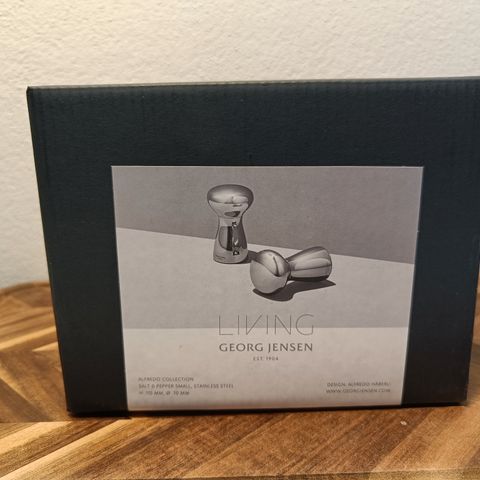 LIVING
GEORG JENSEN
EST. 1904
ALFREDO COLLECTION
SALT & PEPPER SMALL, STAINLESS STEEL
DESIGN: ALFREDO HÄBERLI
WWW.GEORGJENSEN.COM